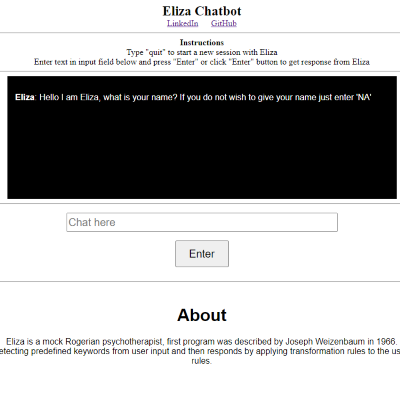 Eliza Chatbot
LinkedIn GitHub
Instructions
Type "quit" to start a new session with Eliza
Enter text in input field below and press "Enter" or click "Enter" button to get response from Eliza
Eliza: Hello I am Eliza, what is your name? If you do not wish to give your name just enter 'NA'
Chat here
Enter
About
Eliza is a mock Rogerian psychotherapist, first program was described by Joseph Weizenbaum in 1966.
etecting predefined keywords from user input and then responds by applying transformation rules to the us
rules.